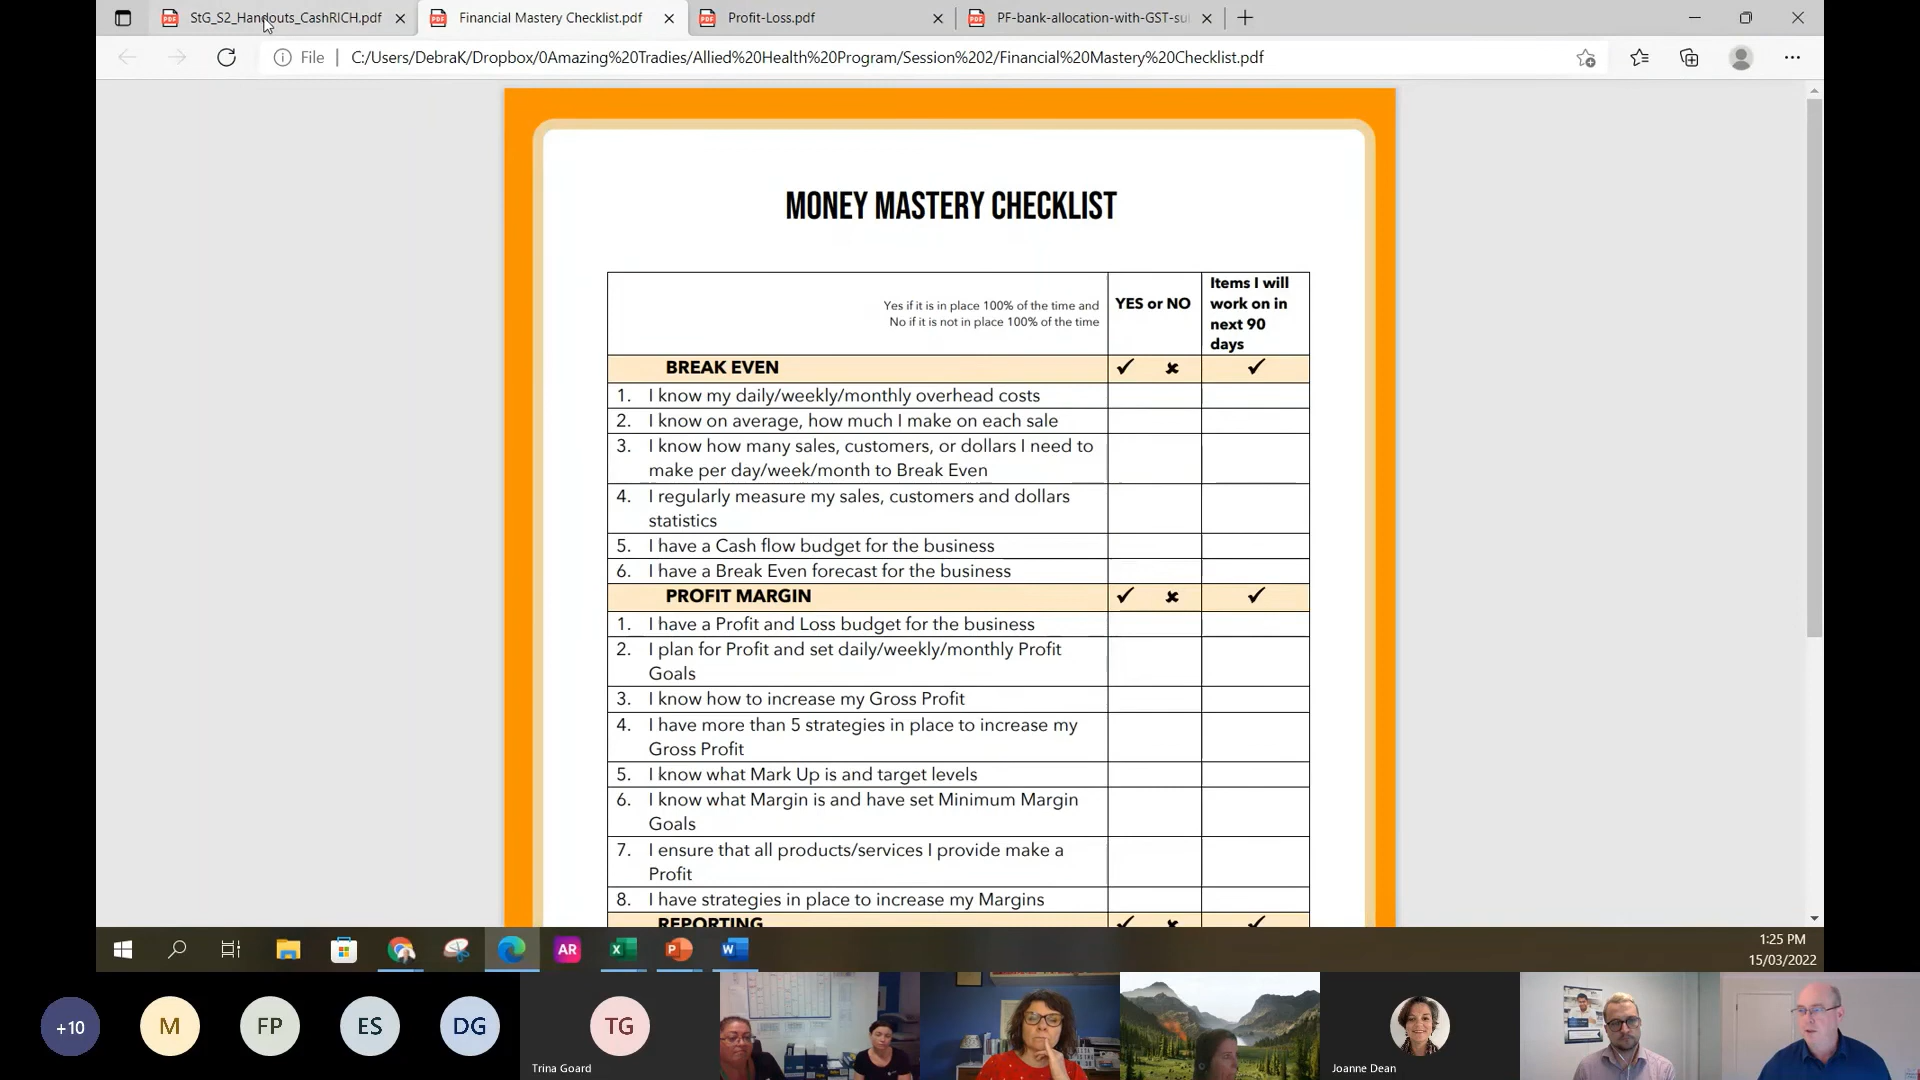 StG_S2_Handouts_CashRICH.pdf
Financial Mastery Checklist.pdf
Profit-Loss.pdf
PF-bank-allocation-with-GST-su
File
C:/Users/DebraK/Dropbox/0Amazing%20Tradies/Allied%20Health%20Program/Session%202/Financial%20Mastery%20Checklist.pdf
MONEY MASTERY CHECKLIST
Yes if it is in place 100% of the time and
No if it is not in place 100% of the time
YES or NO
Items I will
work on in
next 90
days
BREAK EVEN ✓ ✖ ✓
1. I know my daily/weekly/monthly overhead costs
2. I know on average, how much I make on each sale
3. I know how many sales, customers, or dollars I need to
make per day/week/month to Break Even
4. I regularly measure my sales, customers and dollars
statistics
5. I have a Cash flow budget for the business
6. I have a Break Even forecast for the business
PROFIT MARGIN ✓ ✖ ✓
1. I have a Profit and Loss budget for the business
2. I plan for Profit and set daily/weekly/monthly Profit
Goals
3. I know how to increase my Gross Profit
4. I have more than 5 strategies in place to increase my
Gross Profit
5. I know what Mark Up is and target levels
6. I know what Margin is and have set Minimum Margin
Goals
7. I ensure that all products/services I provide make a
Profit
8. I have strategies in place to increase my Margins
REPORTING ✓ ✖ ✓
AR
1:25 PM
15/03/2022
+10
M
FP
ES
DG
TG
Trina Goard
Joanne Dean